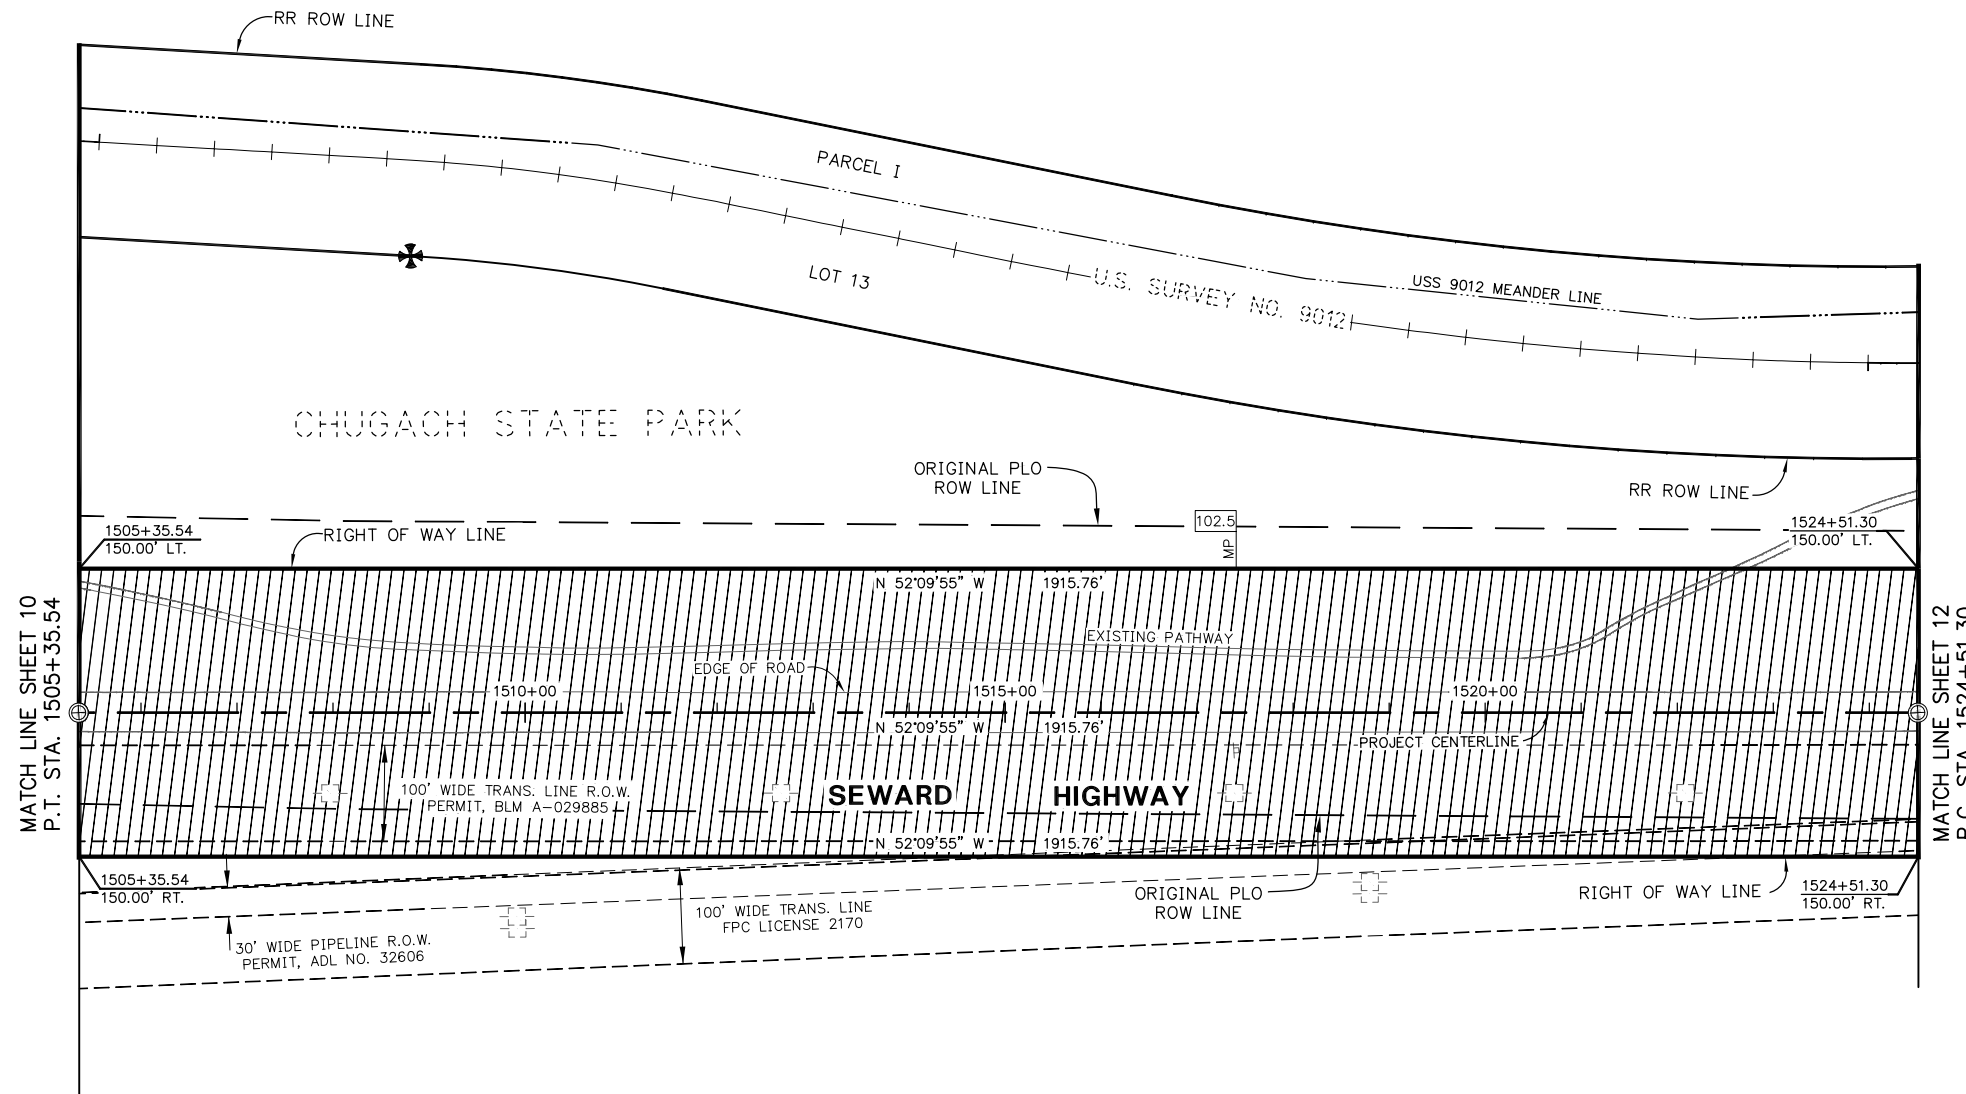 RR ROW LINE
PARCEL I
LOT 13
U.S. SURVEY NO. 9012
USS 9012 MEANDER LINE
CHUGACH STATE PARK
ORIGINAL PLO
ROW LINE
RR ROW LINE
102.5
MP
1505+35.54
150.00' LT.
RIGHT OF WAY LINE
1524+51.30
150.00' LT.
N 52°09'55" W 1915.76'
EXISTING PATHWAY
EDGE OF ROAD
1510+00
1515+00
1520+00
N 52°09'55" W 1915.76'
PROJECT CENTERLINE
MATCH LINE SHEET 10
P.T. STA. 1505+35.54
MATCH LINE SHEET 12
P.C. STA. 1524+51.30
100' WIDE TRANS. LINE R.O.W.
PERMIT, BLM A-029885
SEWARD HIGHWAY
N 52°09'55" W 1915.76'
1505+35.54
150.00' RT.
30' WIDE PIPELINE R.O.W.
PERMIT, ADL NO. 32606
100' WIDE TRANS. LINE
FPC LICENSE 2170
ORIGINAL PLO
ROW LINE
RIGHT OF WAY LINE
1524+51.30
150.00' RT.